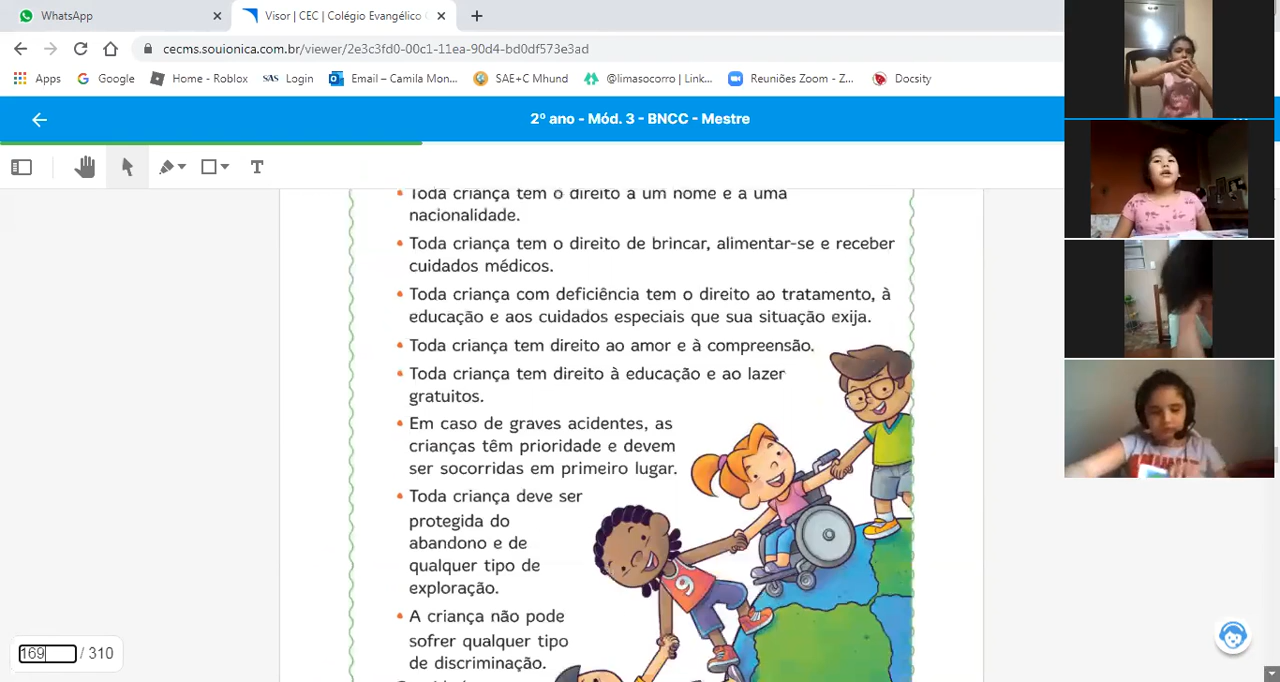 WhatsApp
Visor | CEC | Colégio Evangélico
cecms.souionica.com.br/viewer/2e3c3fd0-00c1-11ea-90d4-bd0df573e3ad
Apps
Google
Home - Roblox
SAS
Login
Email – Camila Mon...
SAE+C Mhund
@limasocorro | Link...
Reuniões Zoom - Z...
Docsity
2º ano - Mód. 3 - BNCC - Mestre
T
• Toda criança tem o direito a um nome e a uma
nacionalidade.
• Toda criança tem o direito de brincar, alimentar-se e receber
cuidados médicos.
• Toda criança com deficiência tem o direito ao tratamento, à
educação e aos cuidados especiais que sua situação exija.
• Toda criança tem direito ao amor e à compreensão.
• Toda criança tem direito à educação e ao lazer
gratuitos.
• Em caso de graves acidentes, as
crianças têm prioridade e devem
ser socorridas em primeiro lugar.
• Toda criança deve ser
protegida do
abandono e de
qualquer tipo de
exploração.
• A criança não pode
sofrer qualquer tipo
de discriminação.
9
169 / 310